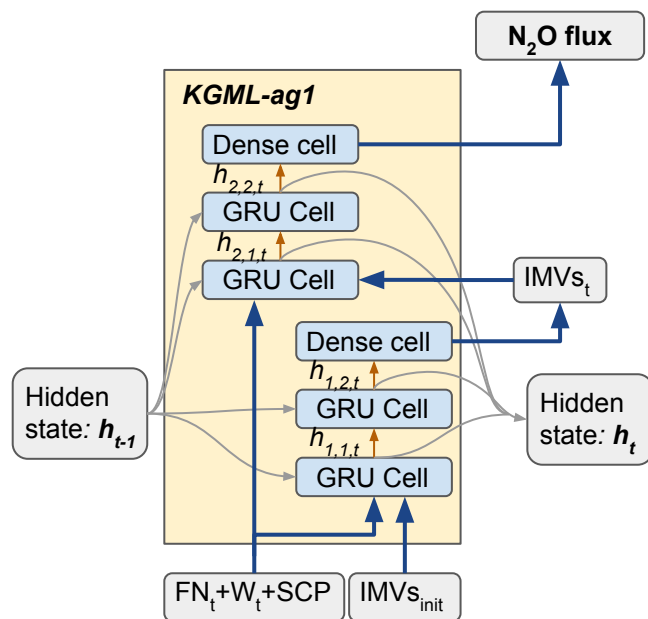 N₂O flux
KGML-ag1
Dense cell
h₂,₂,ₜ
GRU Cell
h₂,₁,ₜ
GRU Cell
IMVsₜ
Dense cell
h₁,₂,ₜ
GRU Cell
h₁,₁,ₜ
GRU Cell
Hidden
state: hₜ₋₁
Hidden
state: hₜ
FNₜ+Wₜ+SCP
IMVs_init